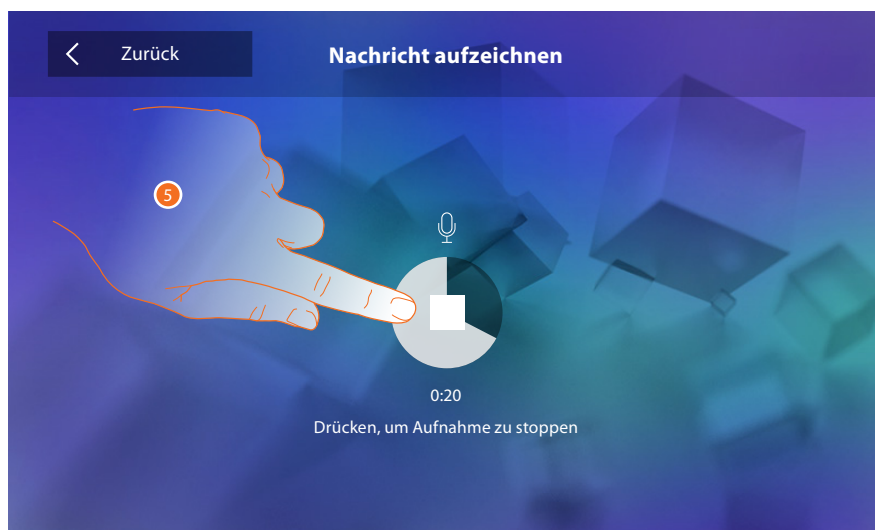 Zurück
Nachricht aufzeichnen
5
0:20
Drücken, um Aufnahme zu stoppen